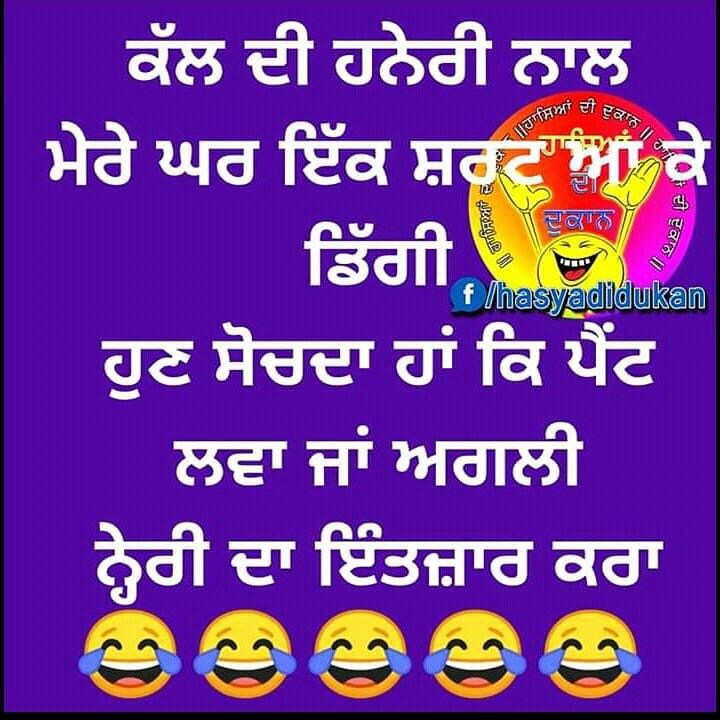 ਕੱਲ ਦੀ ਹਨੇਰੀ ਨਾਲ
ਮੇਰੇ ਘਰ ਇੱਕ ਸ਼ਰਟ ਆ ਕੇ
ਡਿੱਗੀ
ਹੁਣ ਸੋਚਦਾ ਹਾਂ ਕਿ ਪੈਂਟ
ਲਵਾ ਜਾਂ ਅਗਲੀ
ਨ੍ਹੇਰੀ ਦਾ ਇੰਤਜ਼ਾਰ ਕਰਾ
॥ਹਾਸਿਆਂ ਦੀ ਦੁਕਾਨ॥
ਹਾਸਿਆਂ
ਦੀ
ਦੁਕਾਨ
f /hasyadidukan